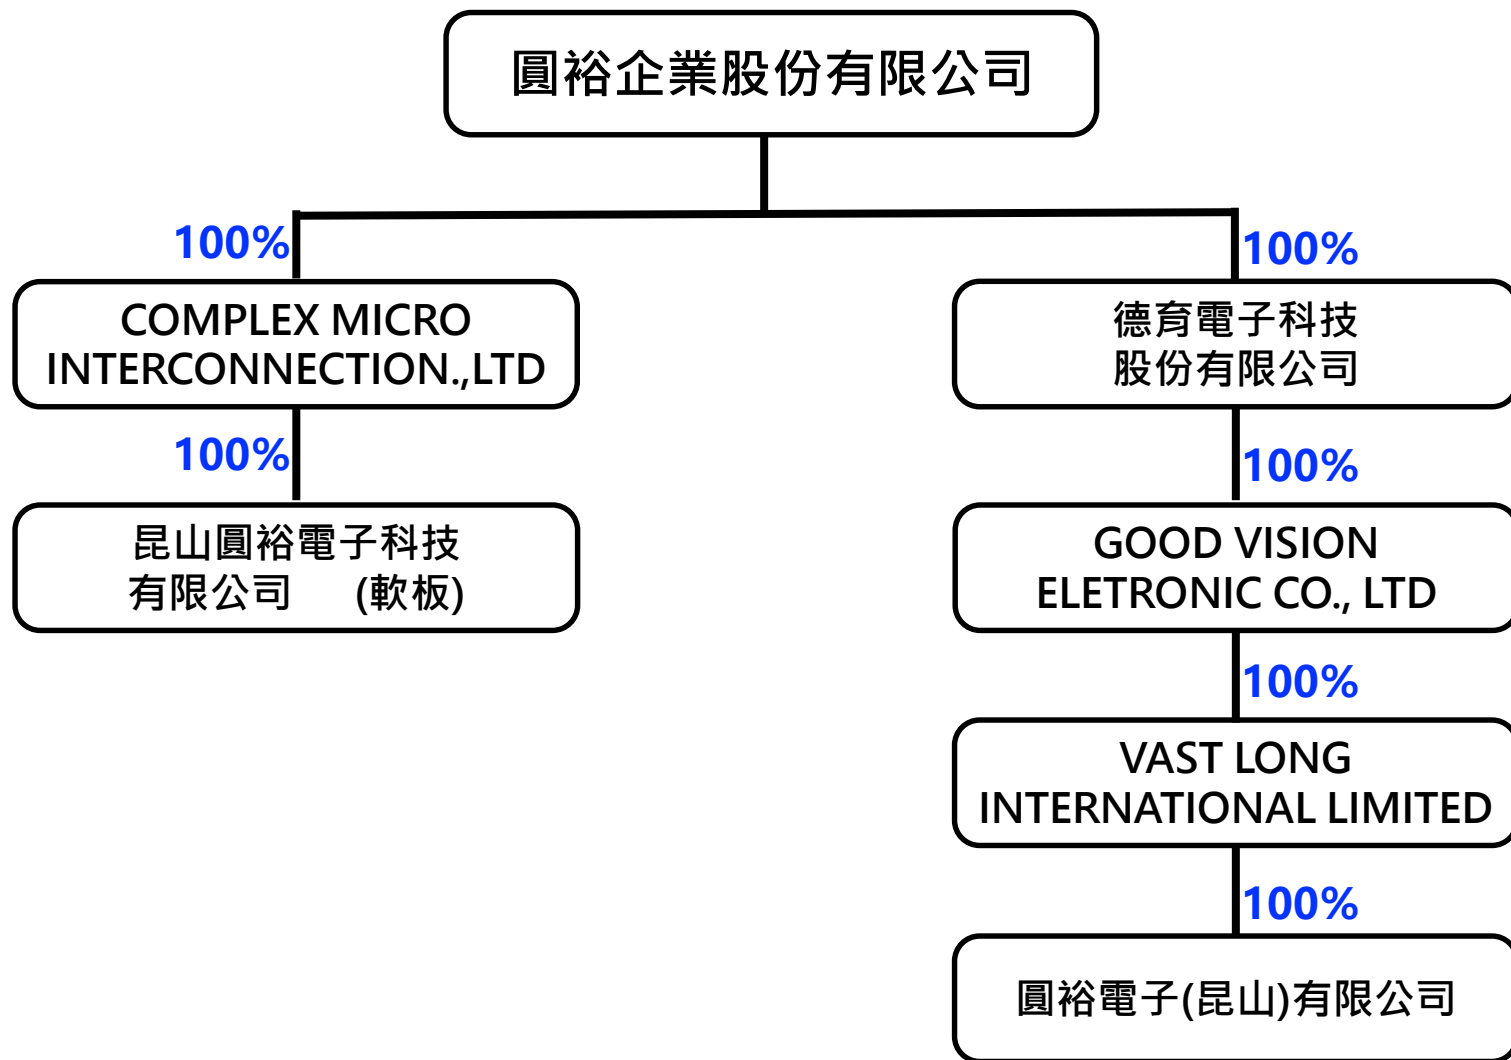 圓裕企業股份有限公司
100%
100%
COMPLEX MICRO
INTERCONNECTION.,LTD
德育電子科技
股份有限公司
100%
100%
昆山圓裕電子科技
有限公司 (軟板)
GOOD VISION
ELETRONIC CO., LTD
100%
VAST LONG
INTERNATIONAL LIMITED
100%
圓裕電子(昆山)有限公司